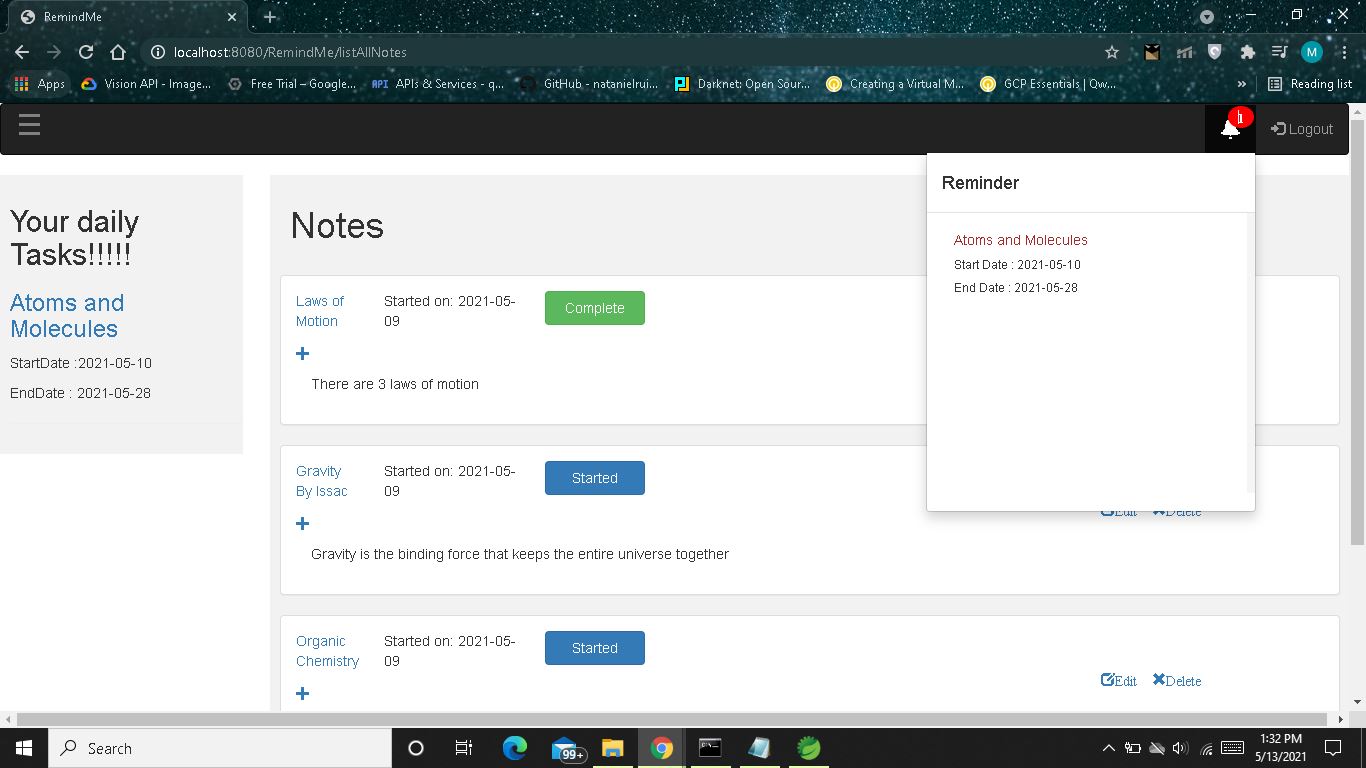 RemindMe
localhost:8080/RemindMe/listAllNotes
M
Apps
Vision API - Image...
Free Trial – Google...
API APIs & Services - q...
GitHub - natanielrui...
Darknet: Open Sour...
Creating a Virtual M...
GCP Essentials | Qw...
»
Reading list
1
Logout
Your daily
Tasks!!!!!
Atoms and
Molecules
StartDate :2021-05-10
EndDate : 2021-05-28
Notes
Laws of
Motion
Started on: 2021-05-
09
Complete
There are 3 laws of motion
Gravity
By Issac
Started on: 2021-05-
09
Started
Edit Delete
Gravity is the binding force that keeps the entire universe together
Organic
Chemistry
Started on: 2021-05-
09
Started
Edit Delete
Reminder
Atoms and Molecules
Start Date : 2021-05-10
End Date : 2021-05-28
Search
99+
1:32 PM
5/13/2021